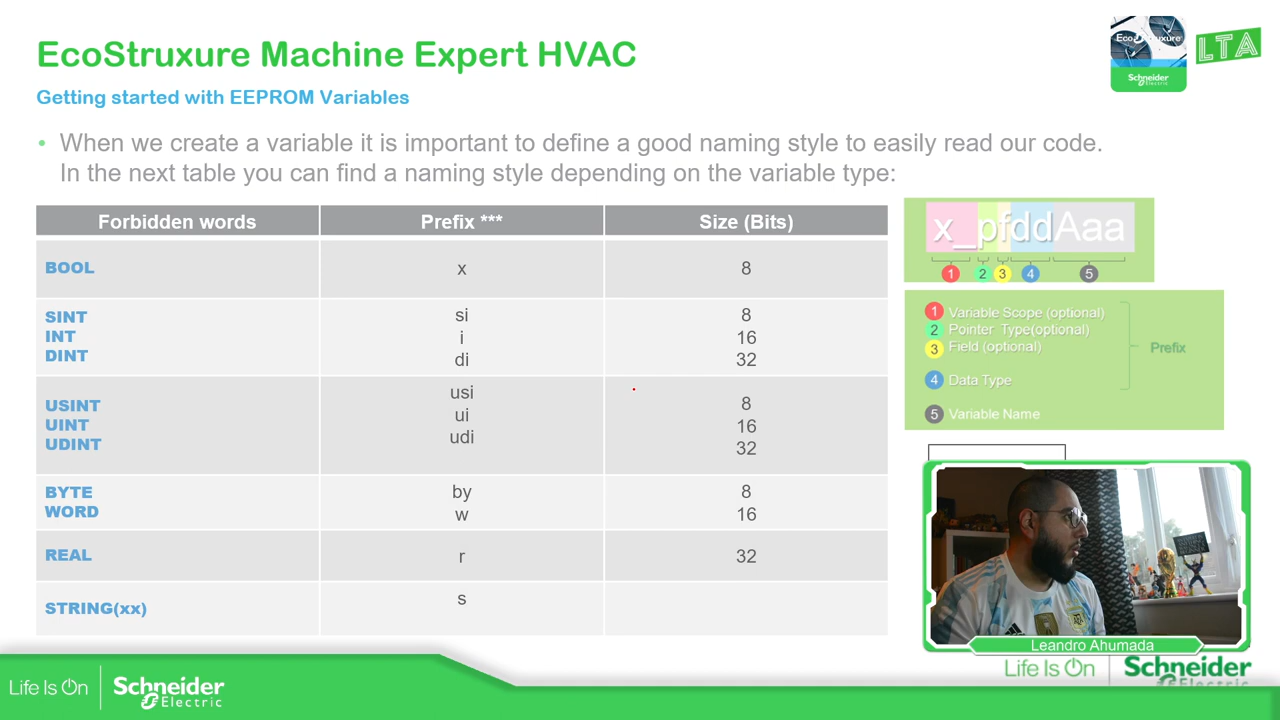 EcoStruxure Machine Expert HVAC
Getting started with EEPROM Variables
EcoStruxure
Schneider
Electric
LTA
• When we create a variable it is important to define a good naming style to easily read our code.
In the next table you can find a naming style depending on the variable type:
Forbidden words Prefix *** Size (Bits)
BOOL x 8
SINT si 8
INT i 16
DINT di 32
USINT usi 8
UINT ui 16
UDINT udi 32
BYTE by 8
WORD w 16
REAL r 32
STRING(xx) s
x_pfddAaa
1 2 3 4 5
1 Variable Scope (optional)
2 Pointer Type(optional)
3 Field (optional)
4 Data Type
5 Variable Name
Prefix
Leandro Ahumada
Life Is On
Schneider
Electric
Life Is On
Schneider
Electric